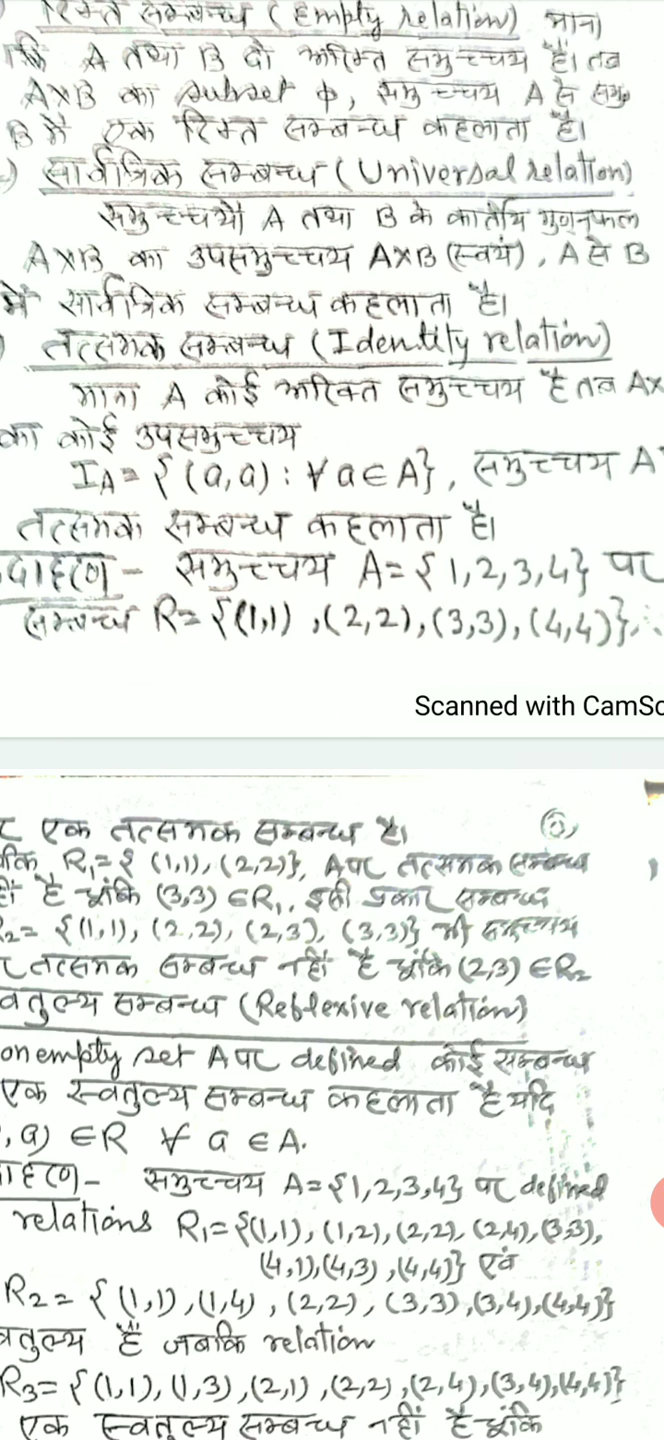 रिक्त सम्बन्ध (Empty relation) माना
कि A तथा B दो अरिक्त समुच्चय हैं। तब
A×B का subset ϕ, समुच्चय A से समु
B में एक रिक्त सम्बन्ध कहलाता है।
) सार्वत्रिक सम्बन्ध (Universal relation)
समुच्चयों A तथा B के कार्तीय गुणनफल
A×B का उपसमुच्चय A×B (स्वयं), A से B
में सार्वत्रिक सम्बन्ध कहलाता है।
) तत्समक सम्बन्ध (Identity relation)
माना A कोई अरिक्त समुच्चय है तब A×
का कोई उपसमुच्चय
I_A = {(a,a) : ∀ a ∈ A}, समुच्चय A
तत्समक सम्बन्ध कहलाता है।
दाहरण - समुच्चय A = {1,2,3,4} पर
सम्बन्ध R = {(1,1), (2,2), (3,3), (4,4)},
Scanned with CamSc
र एक तत्समक सम्बन्ध है।
कि R₁ = {(1,1), (2,2)}, A पर तत्समक सम्बन्ध
हीं है चूंकि (3,3) ∈ R₁, इसी प्रकार सम्बन्ध
R₂ = {(1,1), (2,2), (2,3), (3,3)} भी
र तत्समक सम्बन्ध नहीं है चूंकि (2,3) ∈ R₂
वतुल्य सम्बन्ध (Reflexive relation)
on empty set A पर defined कोई सम्बन्ध
एक स्वतुल्य सम्बन्ध कहलाता है यदि
, a) ∈ R ∀ a ∈ A.
ाहरण - समुच्चय A = {1,2,3,4} पर defined
relations R₁ = {(1,1), (1,2), (2,2), (2,4), (3,3),
(4,1), (4,3), (4,4)} एवं
R₂ = {(1,1), (1,4), (2,2), (3,3), (3,4), (4,4)}
वतुल्य हैं जबकि relation
R₃ = {(1,1), (1,3), (2,1), (2,2), (2,4), (3,4), (4,4)}
एक स्वतुल्य सम्बन्ध नहीं है चूंकि